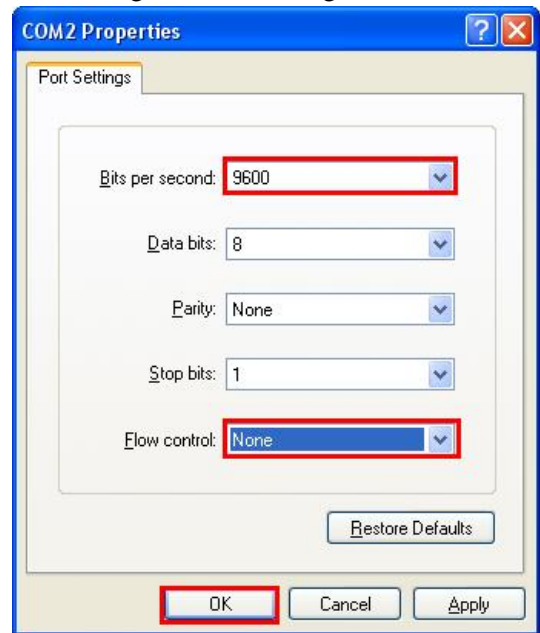 COM2 Properties
Port Settings
Bits per second: 9600
Data bits: 8
Parity: None
Stop bits: 1
Flow control: None
Restore Defaults
OK Cancel Apply